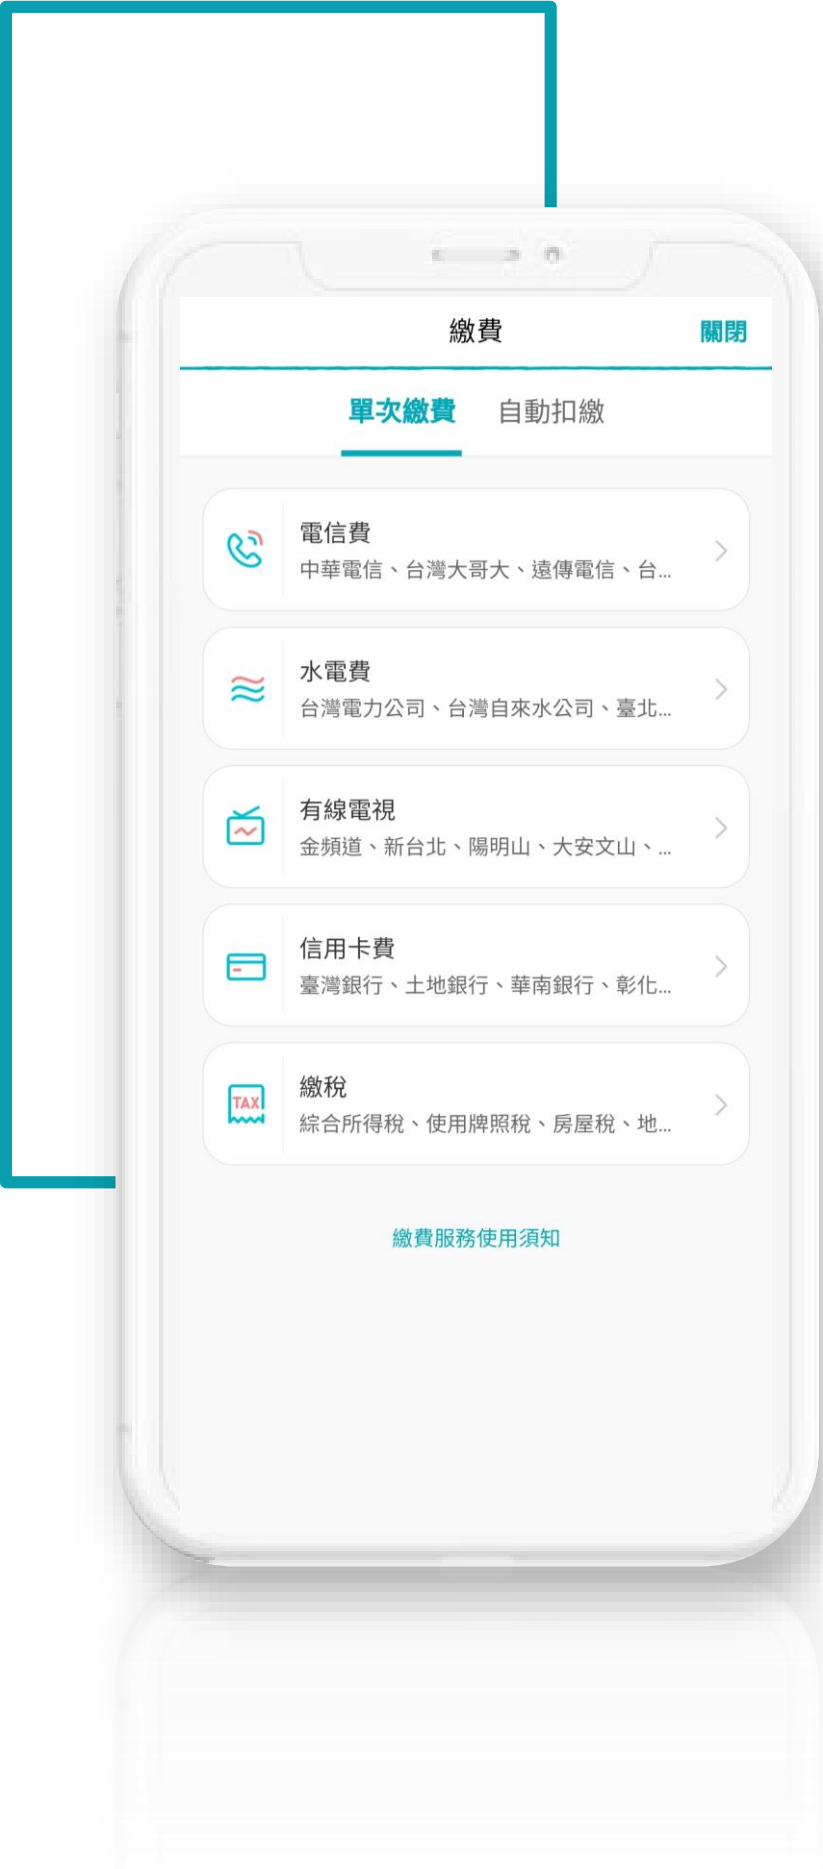 繳費
關閉
單次繳費
自動扣繳
電信費
中華電信、台灣大哥大、遠傳電信、台...
水電費
台灣電力公司、台灣自來水公司、臺北...
有線電視
金頻道、新台北、陽明山、大安文山、...
信用卡費
臺灣銀行、土地銀行、華南銀行、彰化...
TAX
繳稅
綜合所得稅、使用牌照稅、房屋稅、地...
繳費服務使用須知